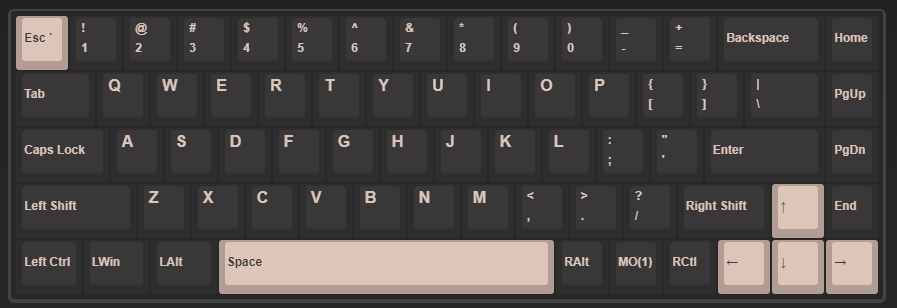 Esc ` ! 1 @ 2 # 3 $ 4 % 5 ^ 6 & 7 * 8 ( 9 ) 0 _ - + = Backspace Home
Tab Q W E R T Y U I O P { [ } ] | \ PgUp
Caps Lock A S D F G H J K L : ; " ' Enter PgDn
Left Shift Z X C V B N M < , > . ? / Right Shift ↑ End
Left Ctrl LWin LAlt Space RAlt MO(1) RCtl ← ↓ →